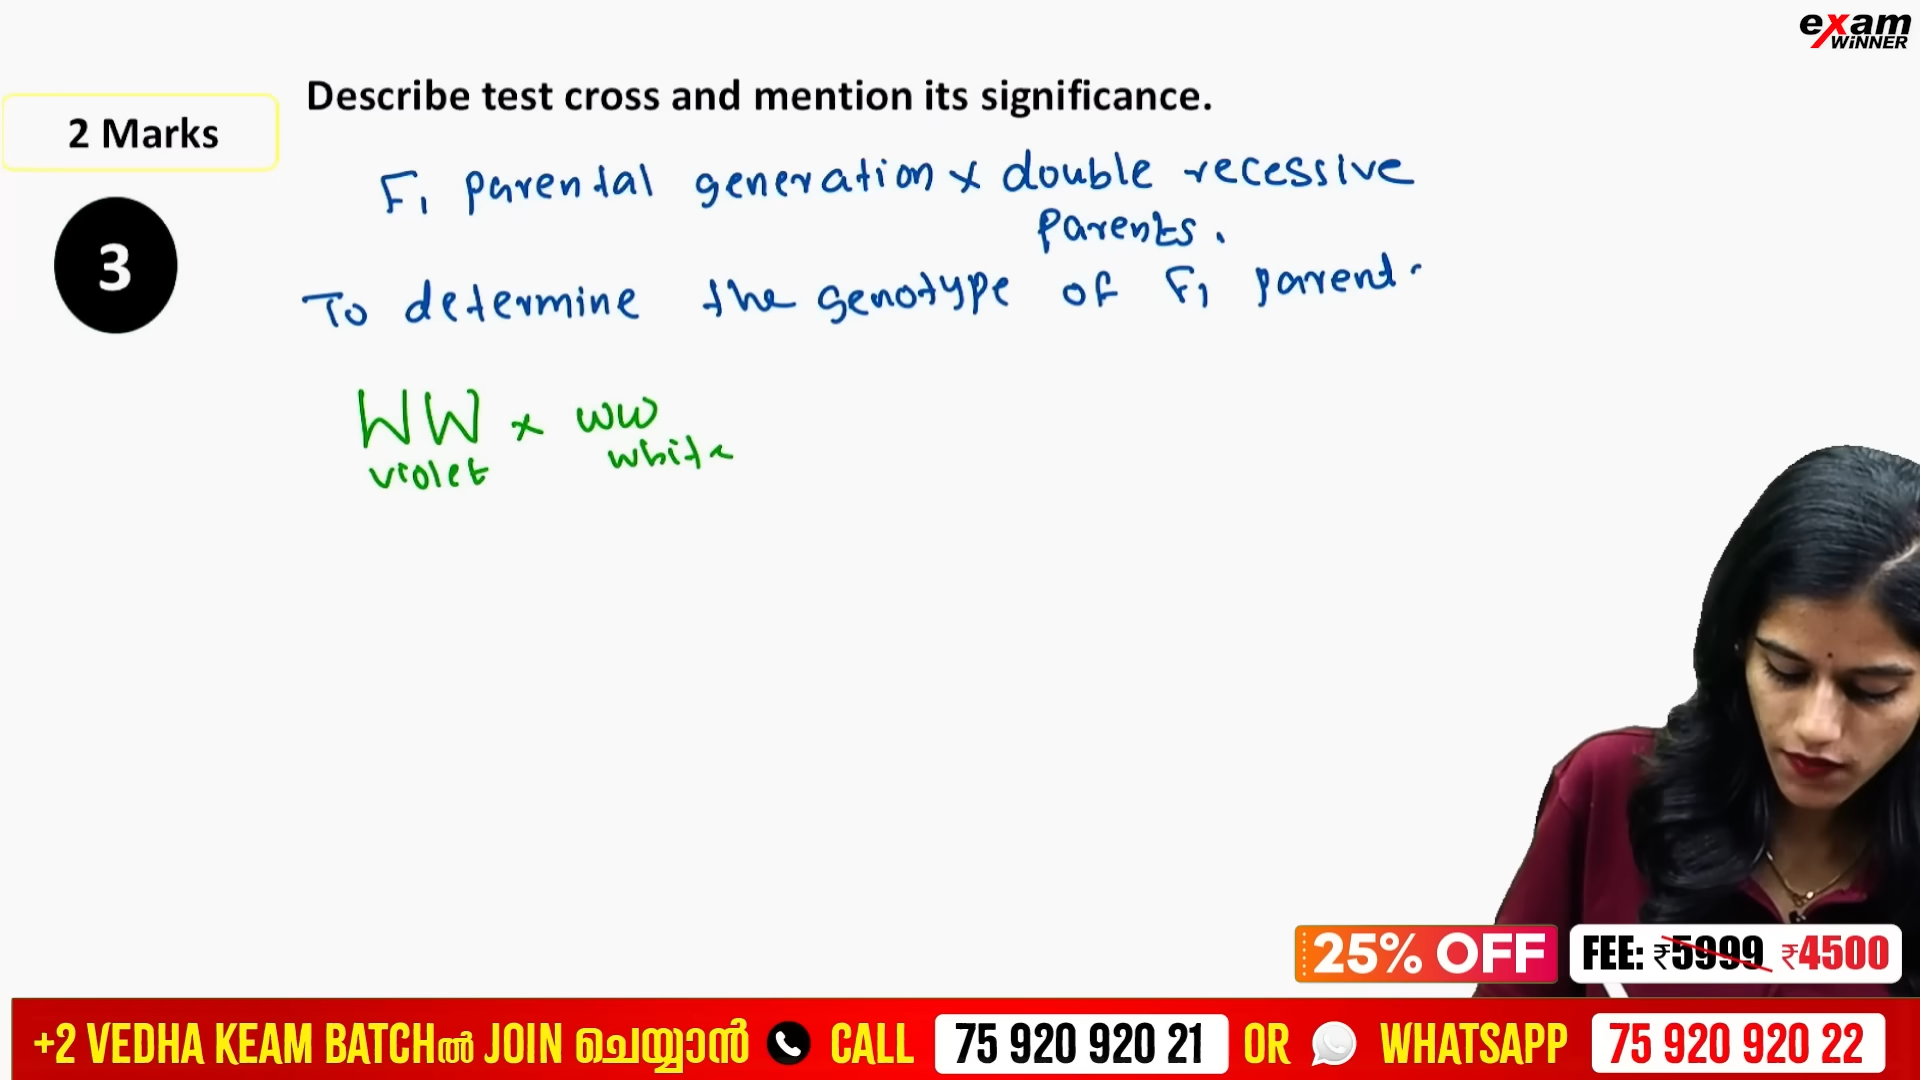 exam
WiNNER
Describe test cross and mention its significance.
2 Marks
F₁ parental generation x double recessive
parents.
3
To determine the genotype of F₁ parent.
WW x ww
violet white
25% OFF FEE: ₹5999 ₹4500
+2 VEDHA KEAM BATCHൽ JOIN ചെയ്യാൻ CALL 75 920 920 21 OR WHATSAPP 75 920 920 22